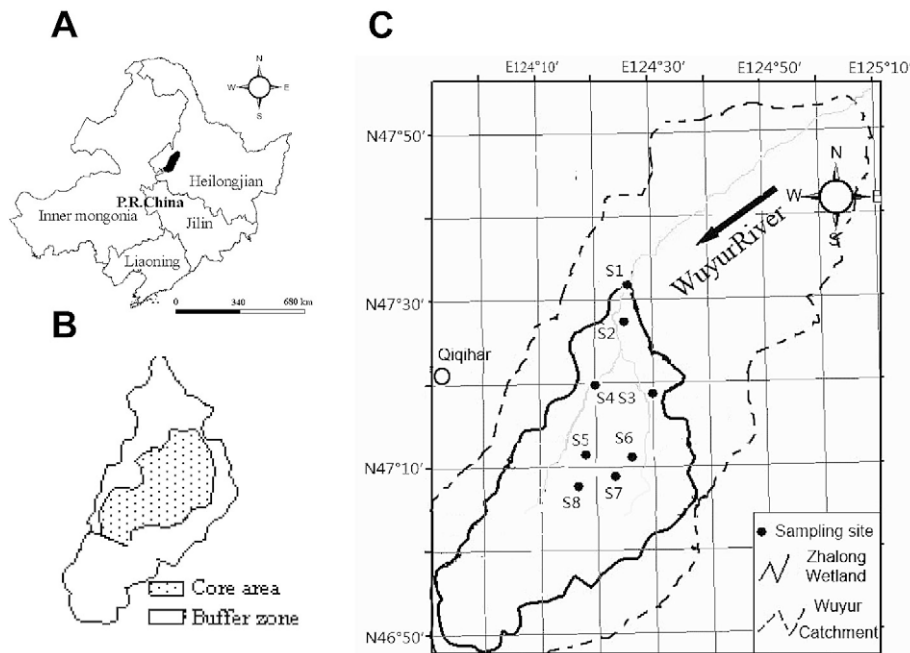 A
N
W E
S
Heilongjian
P.R.China
Inner mongonia
Jilin
Liaoning
0 340 680 km
B
Core area
Buffer zone
C
E124°10' E124°30' E124°50' E125°10'
N47°50'
N
W E
S
WuyurRiver
S1
N47°30'
S2
Qiqihar
S4 S3
S5 S6
N47°10'
S8 S7
Sampling site
Zhalong
Wetland
Wuyur
Catchment
N46°50'